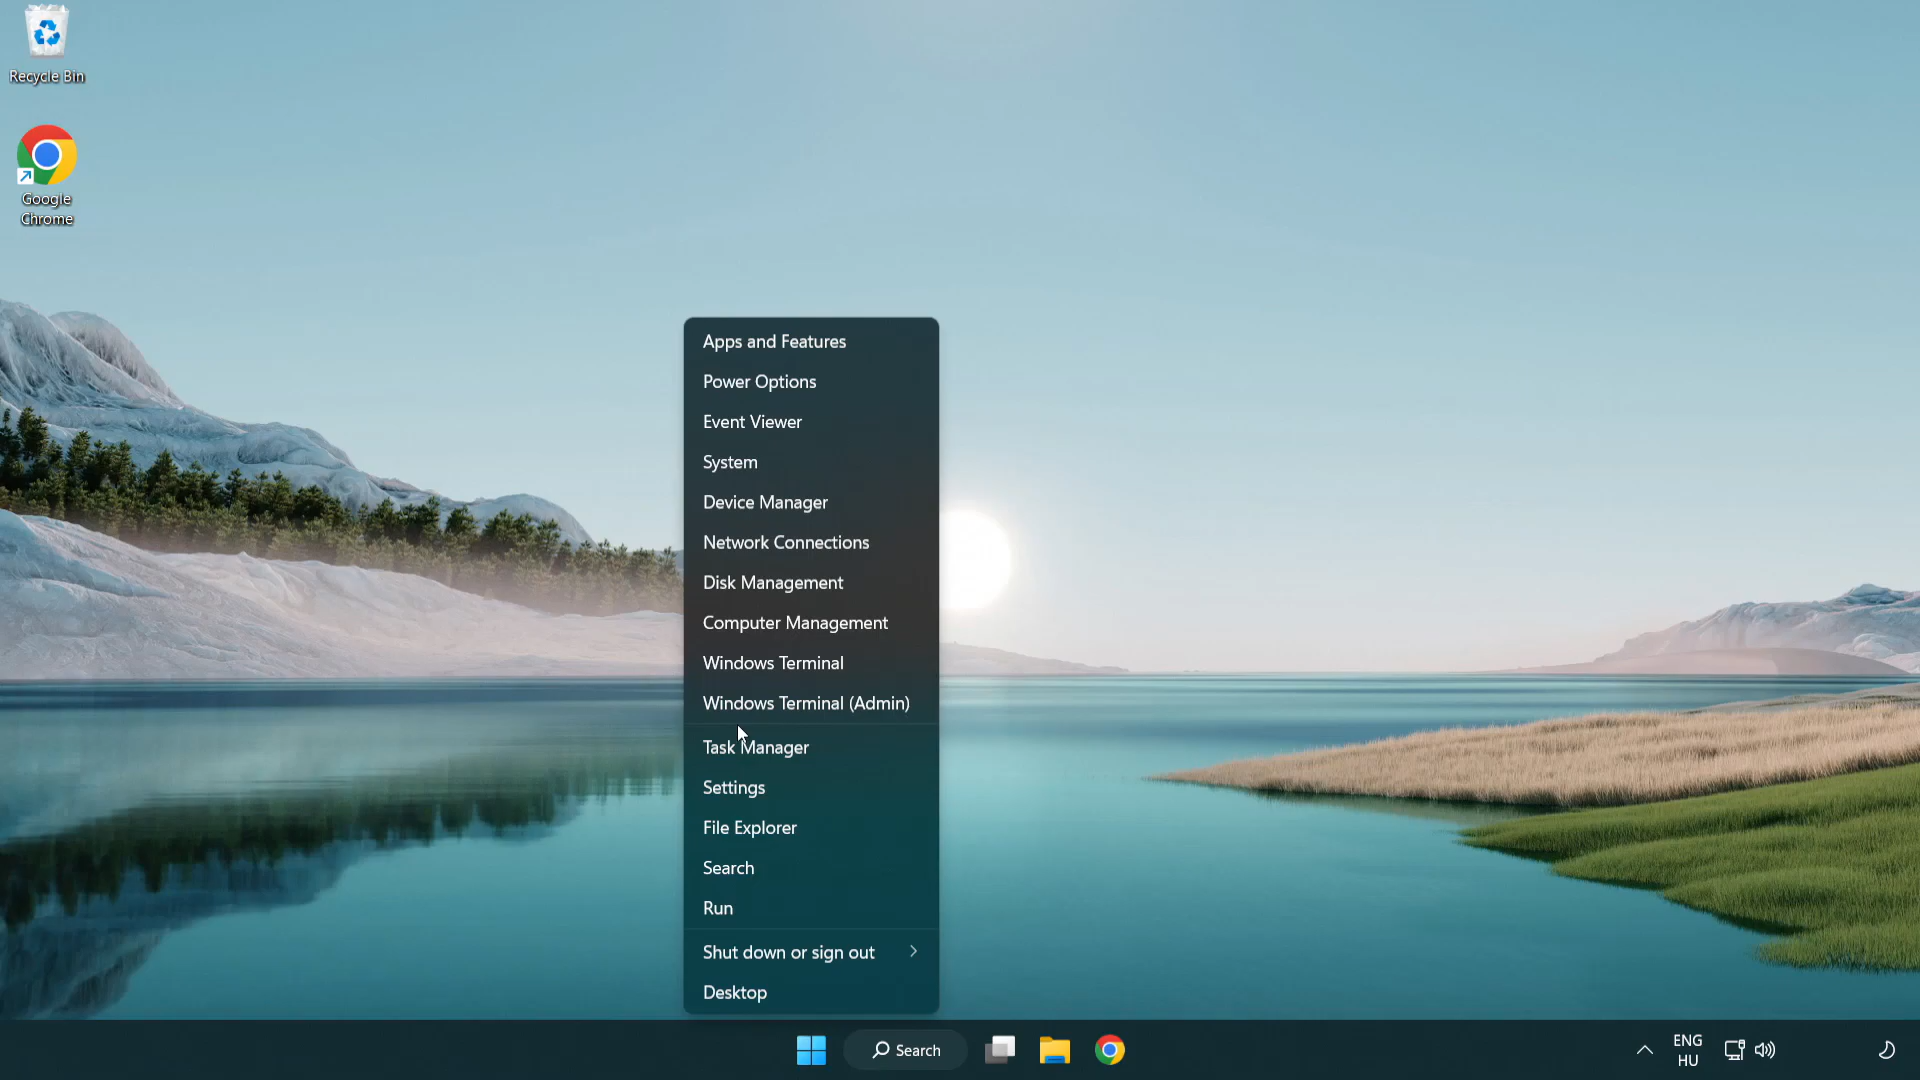 Recycle Bin
Google
Chrome
Apps and Features
Power Options
Event Viewer
System
Device Manager
Network Connections
Disk Management
Computer Management
Windows Terminal
Windows Terminal (Admin)
Task Manager
Settings
File Explorer
Search
Run
Shut down or sign out
Desktop
Search
ENG
HU